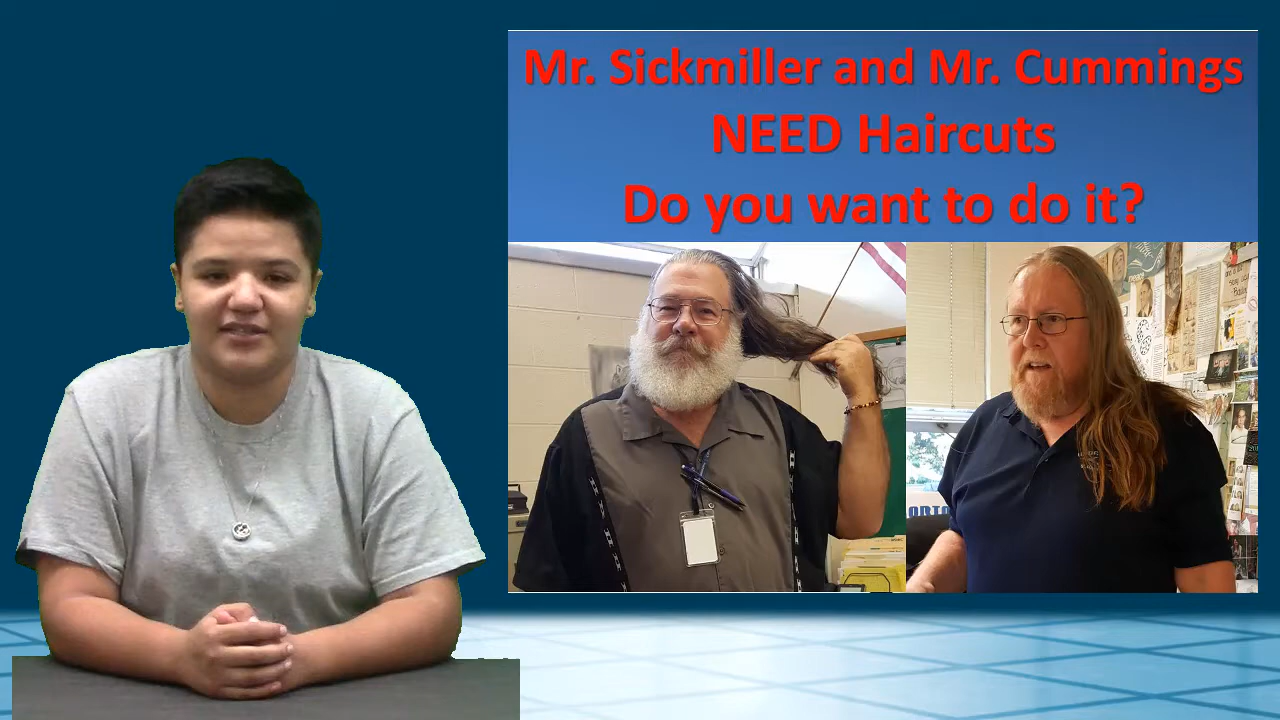 Mr. Sickmiller and Mr. Cummings
NEED Haircuts
Do you want to do it?